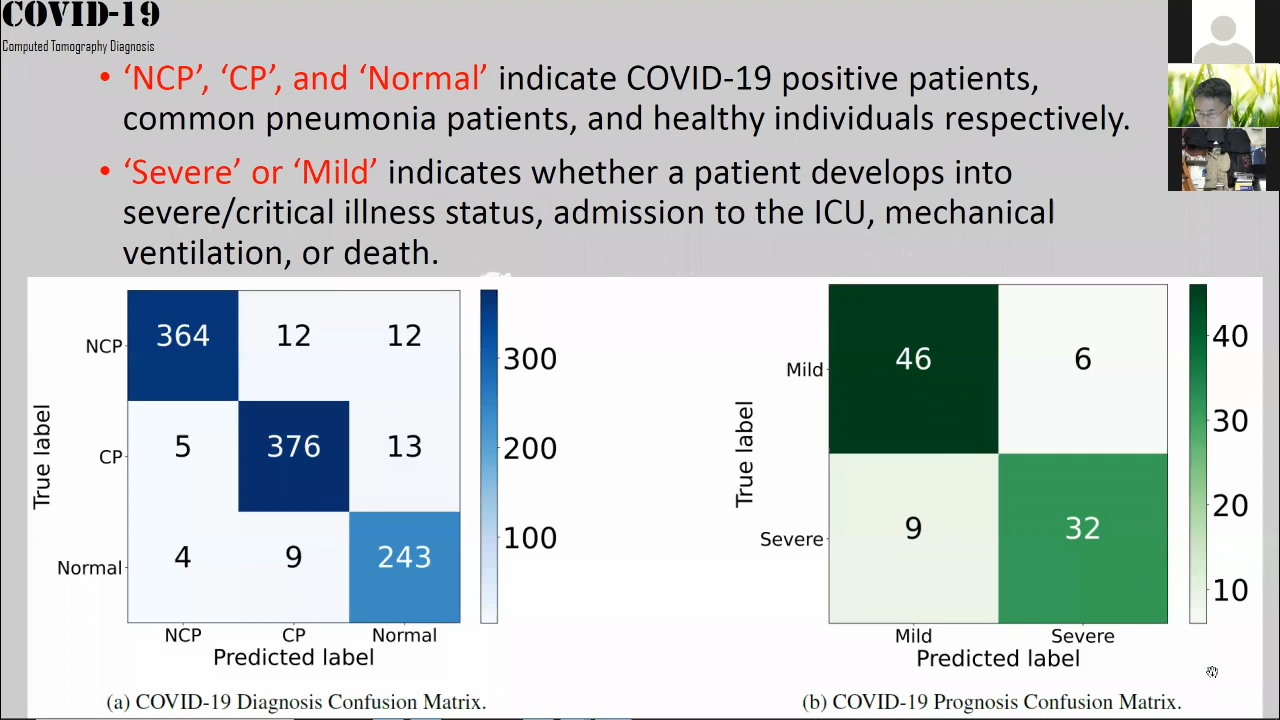 COVID-19
Computed Tomography Diagnosis
• ‘NCP’, ‘CP’, and ‘Normal’ indicate COVID-19 positive patients,
common pneumonia patients, and healthy individuals respectively.
• ‘Severe’ or ‘Mild’ indicates whether a patient develops into
severe/critical illness status, admission to the ICU, mechanical
ventilation, or death.
True label
NCP 364 12 12
CP 5 376 13
Normal 4 9 243
NCP CP Normal
Predicted label
300
200
100
(a) COVID-19 Diagnosis Confusion Matrix.
True label
Mild 46 6
Severe 9 32
Mild Severe
Predicted label
40
30
20
10
(b) COVID-19 Prognosis Confusion Matrix.